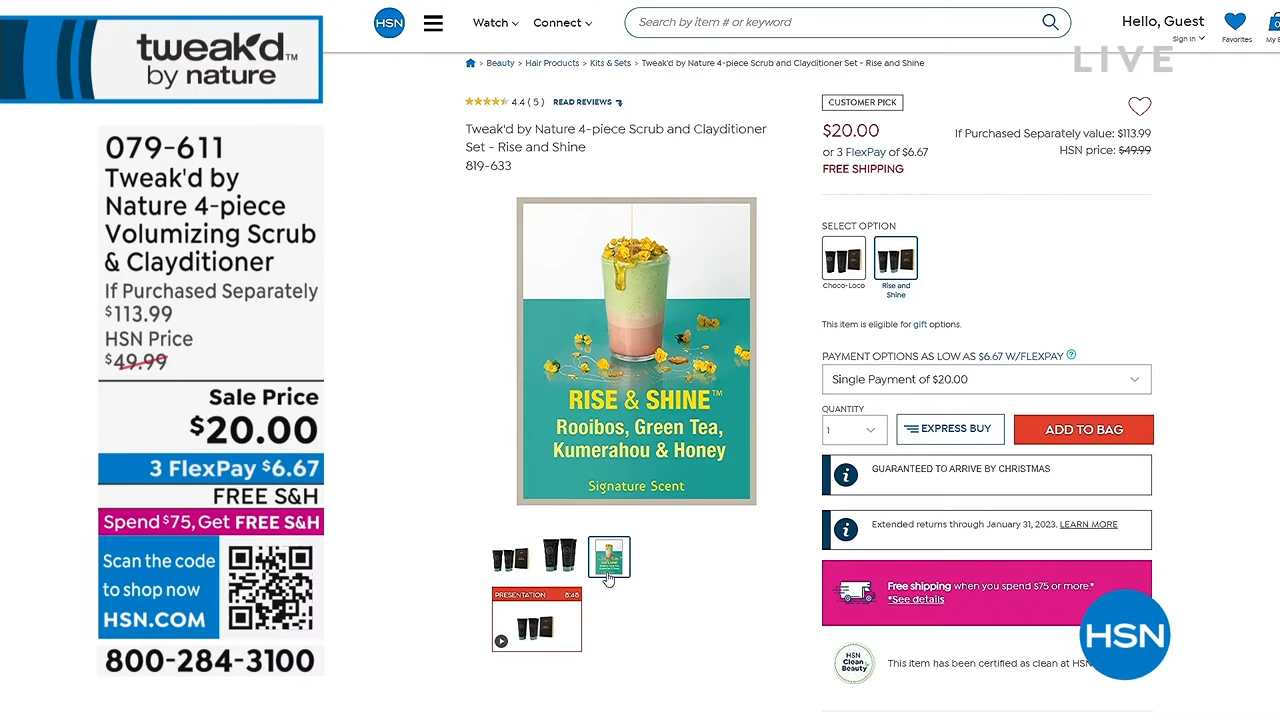 tweak'd™
by nature
079-611
Tweak'd by
Nature 4-piece
Volumizing Scrub
& Clayditioner
If Purchased Separately
$113.99
HSN Price
$49.99
Sale Price
$20.00
3 FlexPay $6.67
FREE S&H
Spend $75, Get FREE S&H
Scan the code
to shop now
HSN.COM
800-284-3100
HSN
Watch
Connect
Search by item # or keyword
Hello, Guest
Sign In
Favorites
My
LIVE
> Beauty > Hair Products > Kits & Sets > Tweak'd by Nature 4-piece Scrub and Clayditioner Set - Rise and Shine
4.4 ( 5 ) READ REVIEWS
Tweak'd by Nature 4-piece Scrub and Clayditioner
Set - Rise and Shine
819-633
RISE & SHINE™
Rooibos, Green Tea,
Kumerahou & Honey
Signature Scent
PRESENTATION 8:48
CUSTOMER PICK
$20.00
or 3 FlexPay of $6.67
FREE SHIPPING
If Purchased Separately value: $113.99
HSN price: $49.99
SELECT OPTION
Choco-Loco
Rise and
Shine
This item is eligible for gift options.
PAYMENT OPTIONS AS LOW AS $6.67 W/FLEXPAY ?
Single Payment of $20.00
QUANTITY
1
EXPRESS BUY
ADD TO BAG
GUARANTEED TO ARRIVE BY CHRISTMAS
Extended returns through January 31, 2023. LEARN MORE
Free shipping when you spend $75 or more.*
*See details
HSN
HSN
Clean
Beauty
This item has been certified as clean at HSN